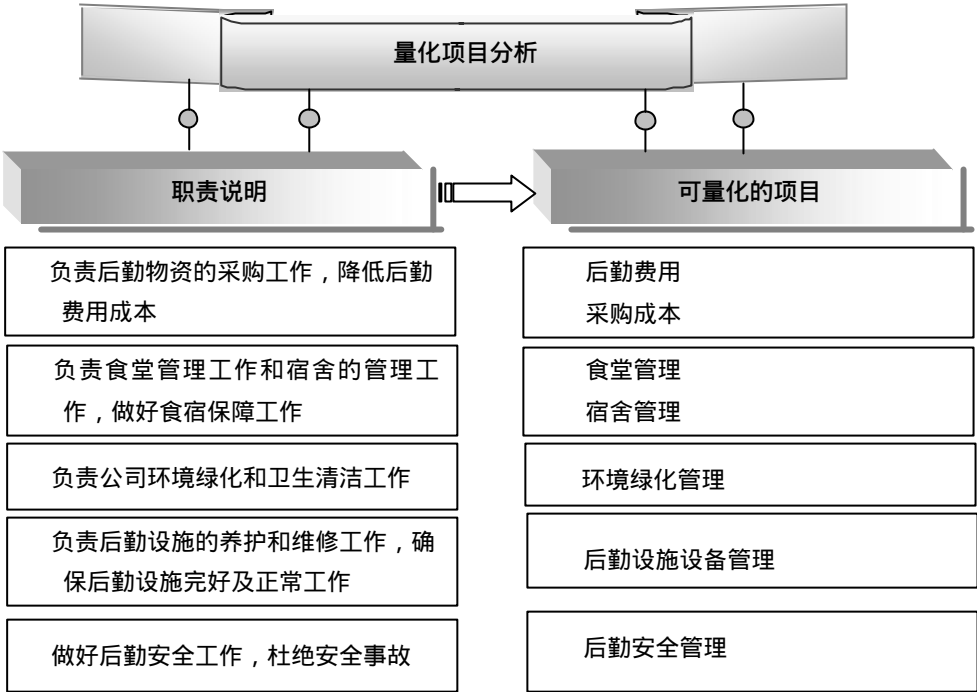 量化项目分析
职责说明
可量化的项目
负责后勤物资的采购工作，降低后勤
费用成本
后勤费用
采购成本
负责食堂管理工作和宿舍的管理工
作，做好食宿保障工作
食堂管理
宿舍管理
负责公司环境绿化和卫生清洁工作
环境绿化管理
负责后勤设施的养护和维修工作，确
保后勤设施完好及正常工作
后勤设施设备管理
做好后勤安全工作，杜绝安全事故
后勤安全管理